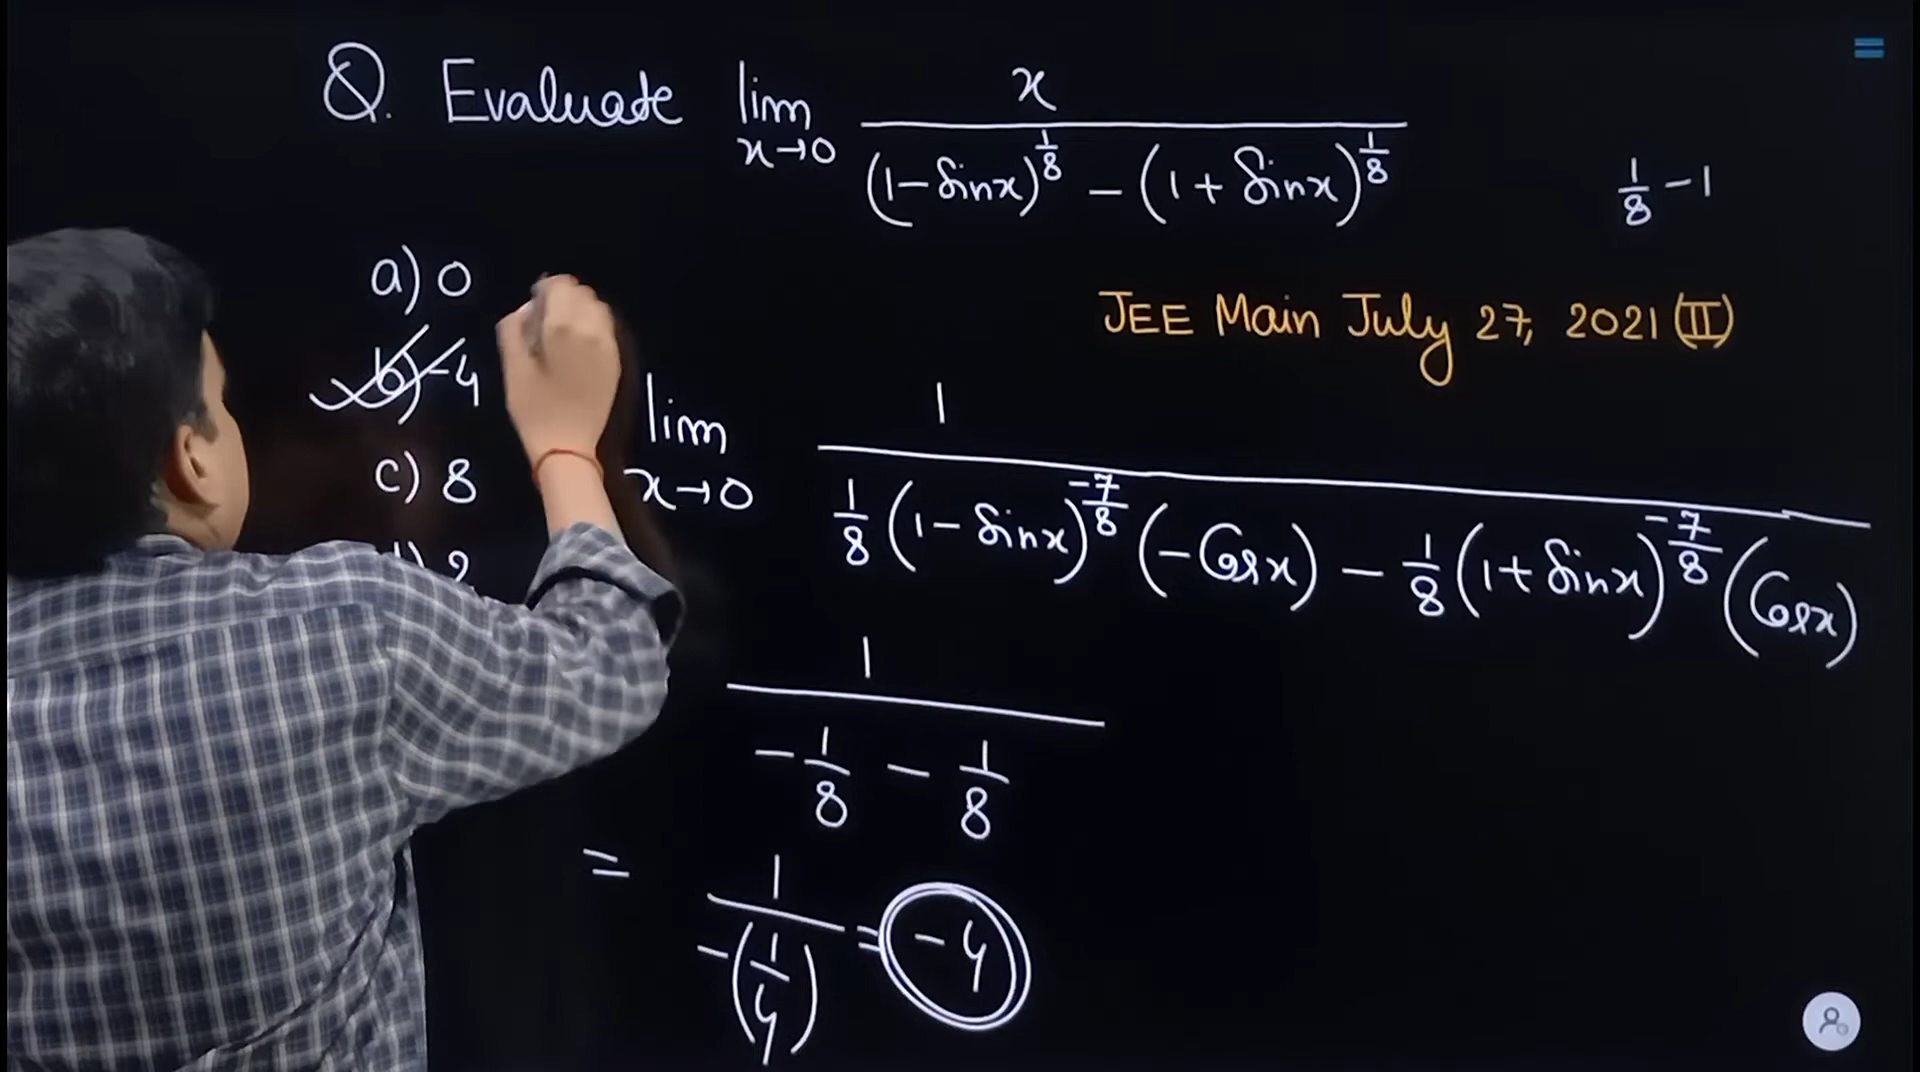 Q. Evaluate lim x→0 x / ((1-sinx)^(1/8) - (1+sinx)^(1/8))
1/8 - 1
a) 0
JEE Main July 27, 2021 (II)
b) -4
c) 8
lim x→0 1 / (1/8 (1-sinx)^(-7/8) (-Cosx) - 1/8 (1+sinx)^(-7/8) (Cosx))
1 / (-1/8 - 1/8)
= 1 / -(1/4) = -4